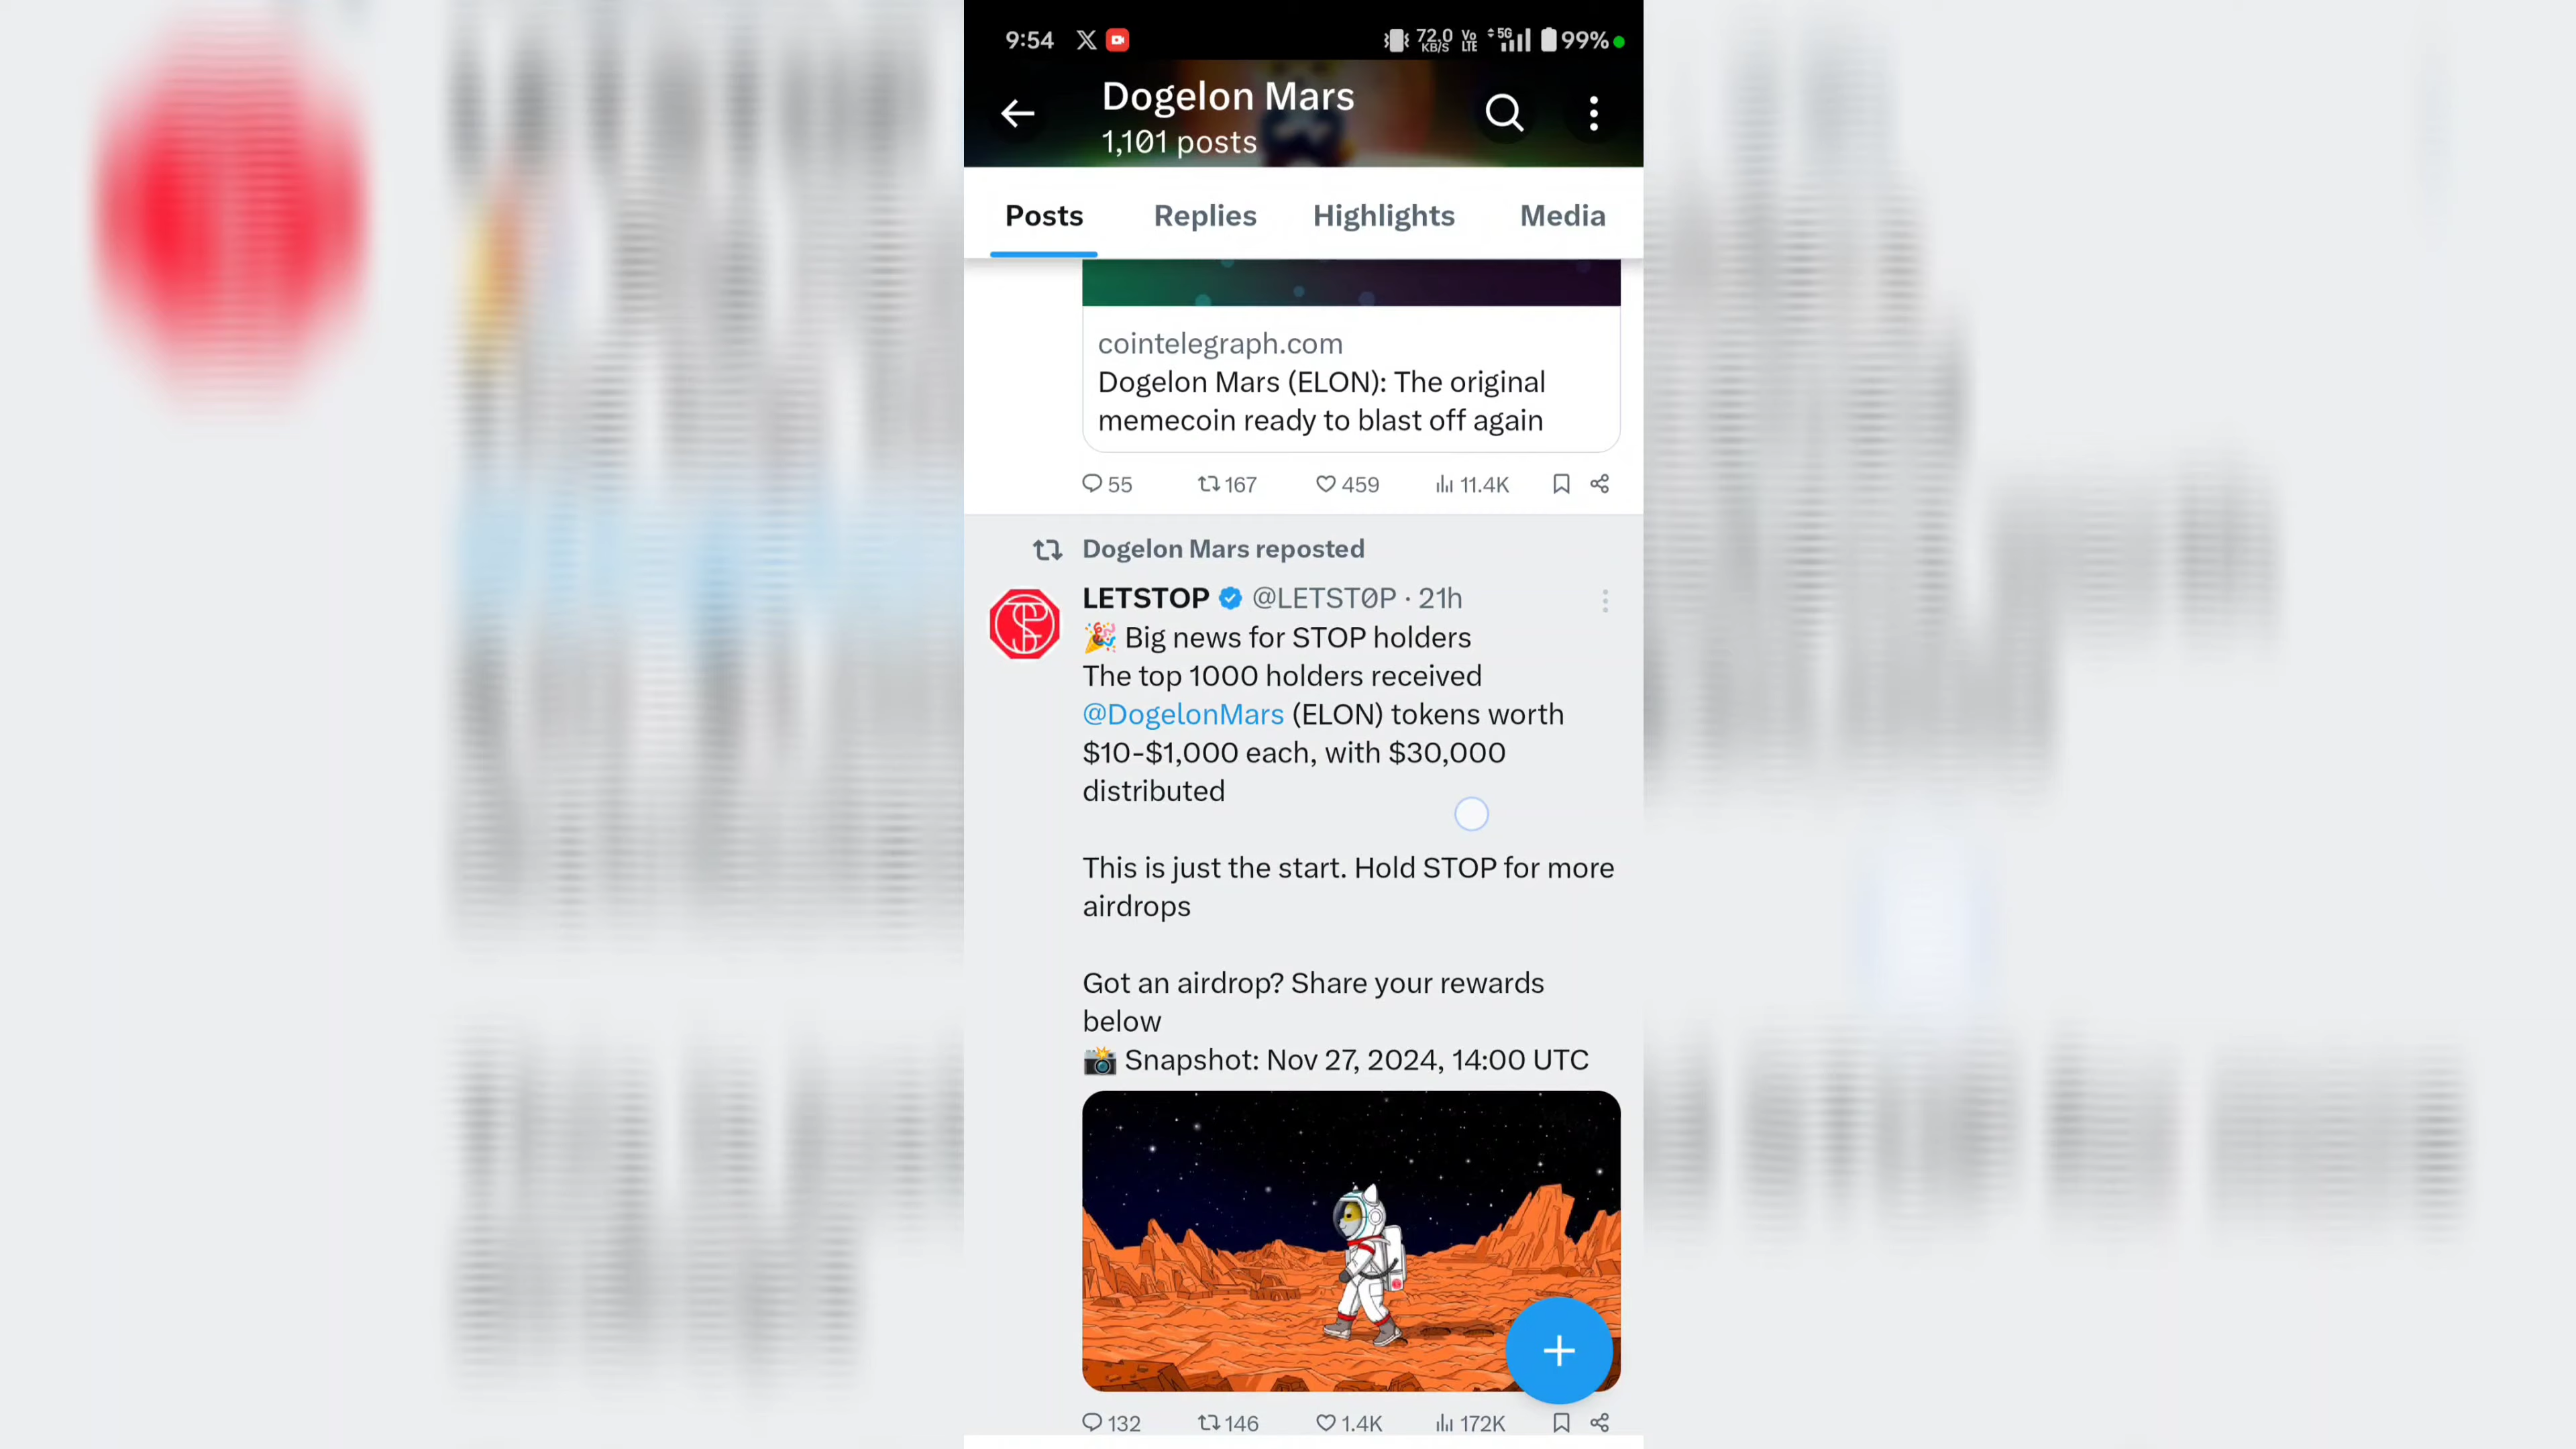 9:54
72.0 KB/S Vo LTE 5G 99%
Dogelon Mars
1,101 posts
Posts Replies Highlights Media
cointelegraph.com
Dogelon Mars (ELON): The original
memecoin ready to blast off again
55 167 459 11.4K
Dogelon Mars reposted
LETSTOP @LETST0P · 21h
🎉 Big news for STOP holders
The top 1000 holders received
@DogelonMars (ELON) tokens worth
$10-$1,000 each, with $30,000
distributed
This is just the start. Hold STOP for more
airdrops
Got an airdrop? Share your rewards
below
📸 Snapshot: Nov 27, 2024, 14:00 UTC
132 146 1.4K 172K